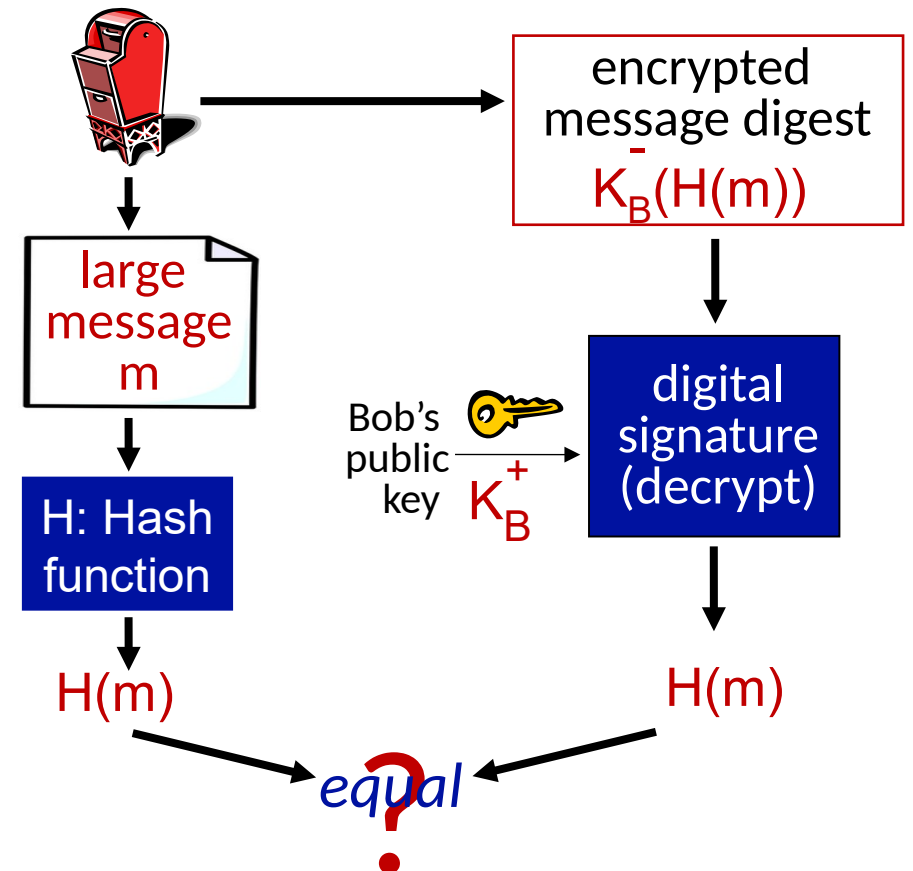 encrypted
message digest
K_B^-(H(m))
large
message
m
Bob’s
public
key
K_B^+
digital
signature
(decrypt)
H: Hash
function
H(m)
H(m)
equal
?